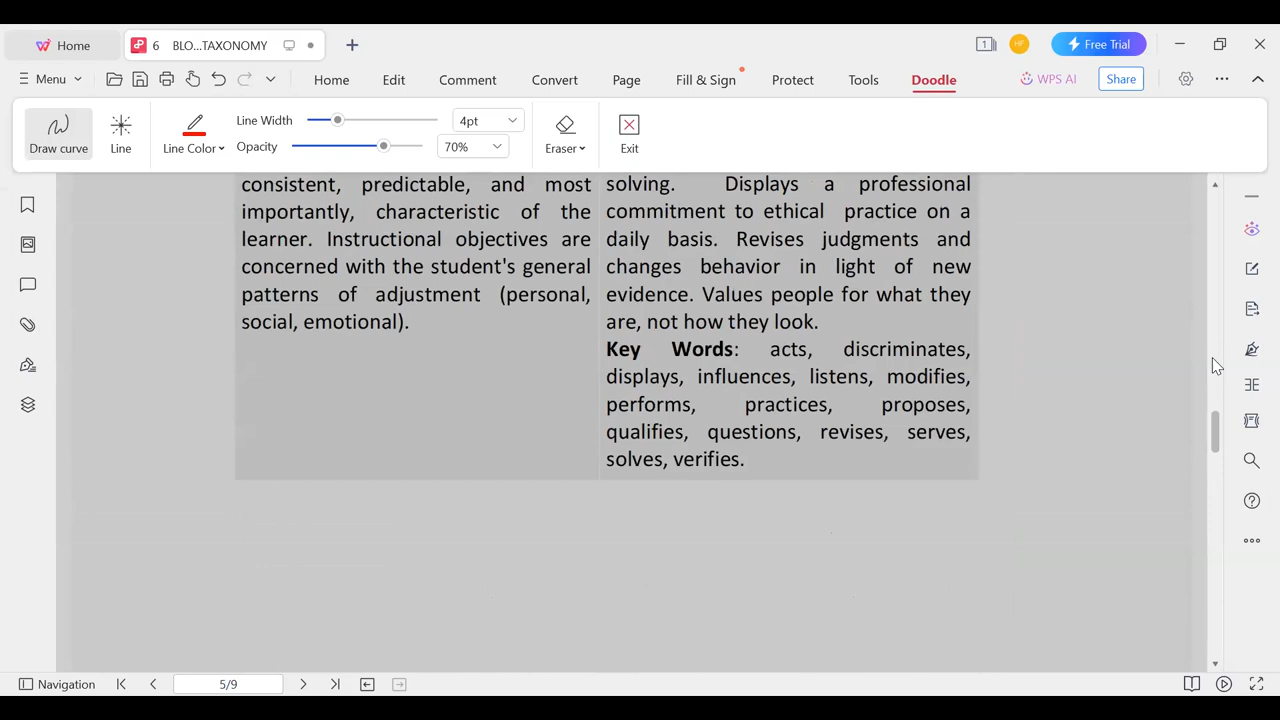 Home
6 BLO...TAXONOMY
1
HF
Free Trial
Menu
Home Edit Comment Convert Page Fill & Sign Protect Tools Doodle
WPS AI
Share
Draw curve
Line
Line Color
Line Width
4pt
Opacity
70%
Eraser
Exit
consistent, predictable, and most
importantly, characteristic of the
learner. Instructional objectives are
concerned with the student's general
patterns of adjustment (personal,
social, emotional).
solving. Displays a professional
commitment to ethical practice on a
daily basis. Revises judgments and
changes behavior in light of new
evidence. Values people for what they
are, not how they look.
Key Words: acts, discriminates,
displays, influences, listens, modifies,
performs, practices, proposes,
qualifies, questions, revises, serves,
solves, verifies.
Navigation
5/9